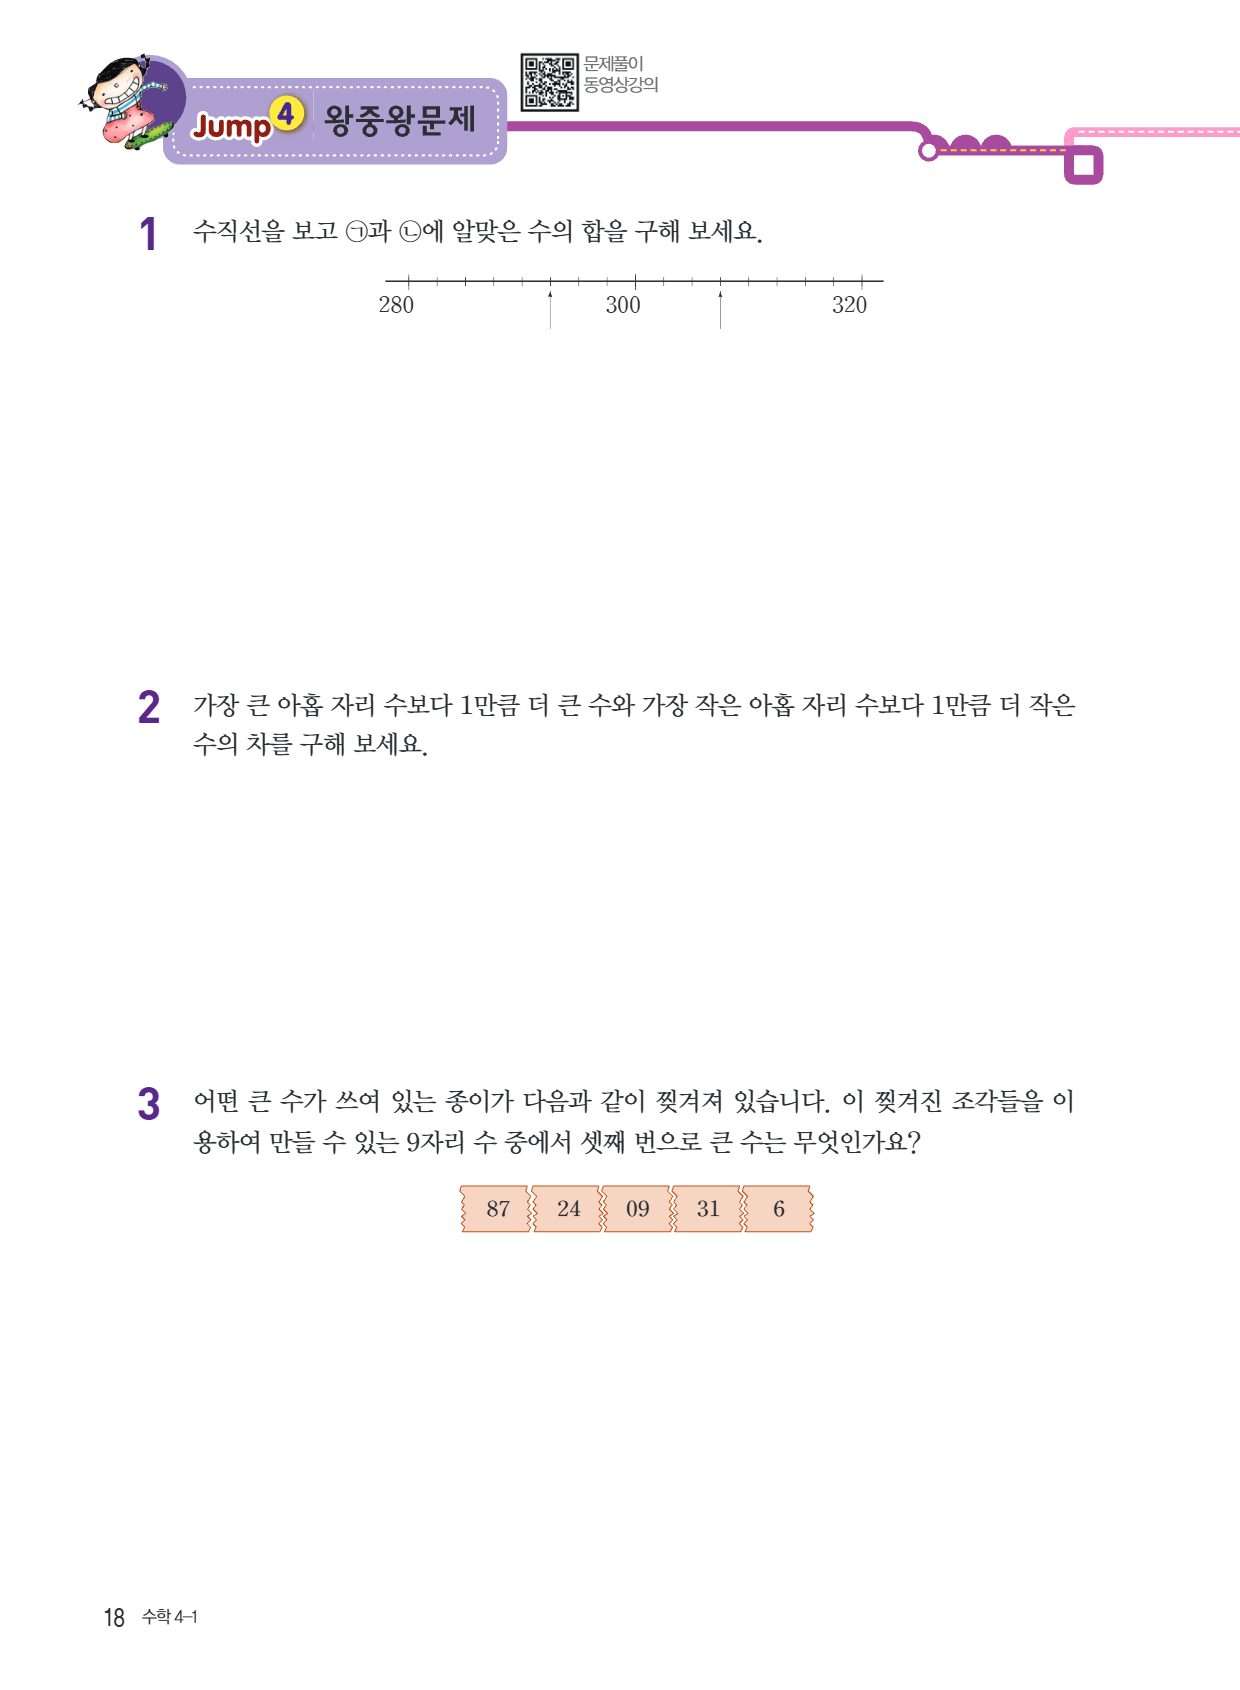 Jump 4 왕중왕문제
문제풀이
동영상강의
1 수직선을 보고 ㉠과 ㉡에 알맞은 수의 합을 구해 보세요.
280 300 320
2 가장 큰 아홉 자리 수보다 1만큼 더 큰 수와 가장 작은 아홉 자리 수보다 1만큼 더 작은
수의 차를 구해 보세요.
3 어떤 큰 수가 쓰여 있는 종이가 다음과 같이 찢겨져 있습니다. 이 찢겨진 조각들을 이
용하여 만들 수 있는 9자리 수 중에서 셋째 번으로 큰 수는 무엇인가요?
87 24 09 31 6
18 수학 4-1